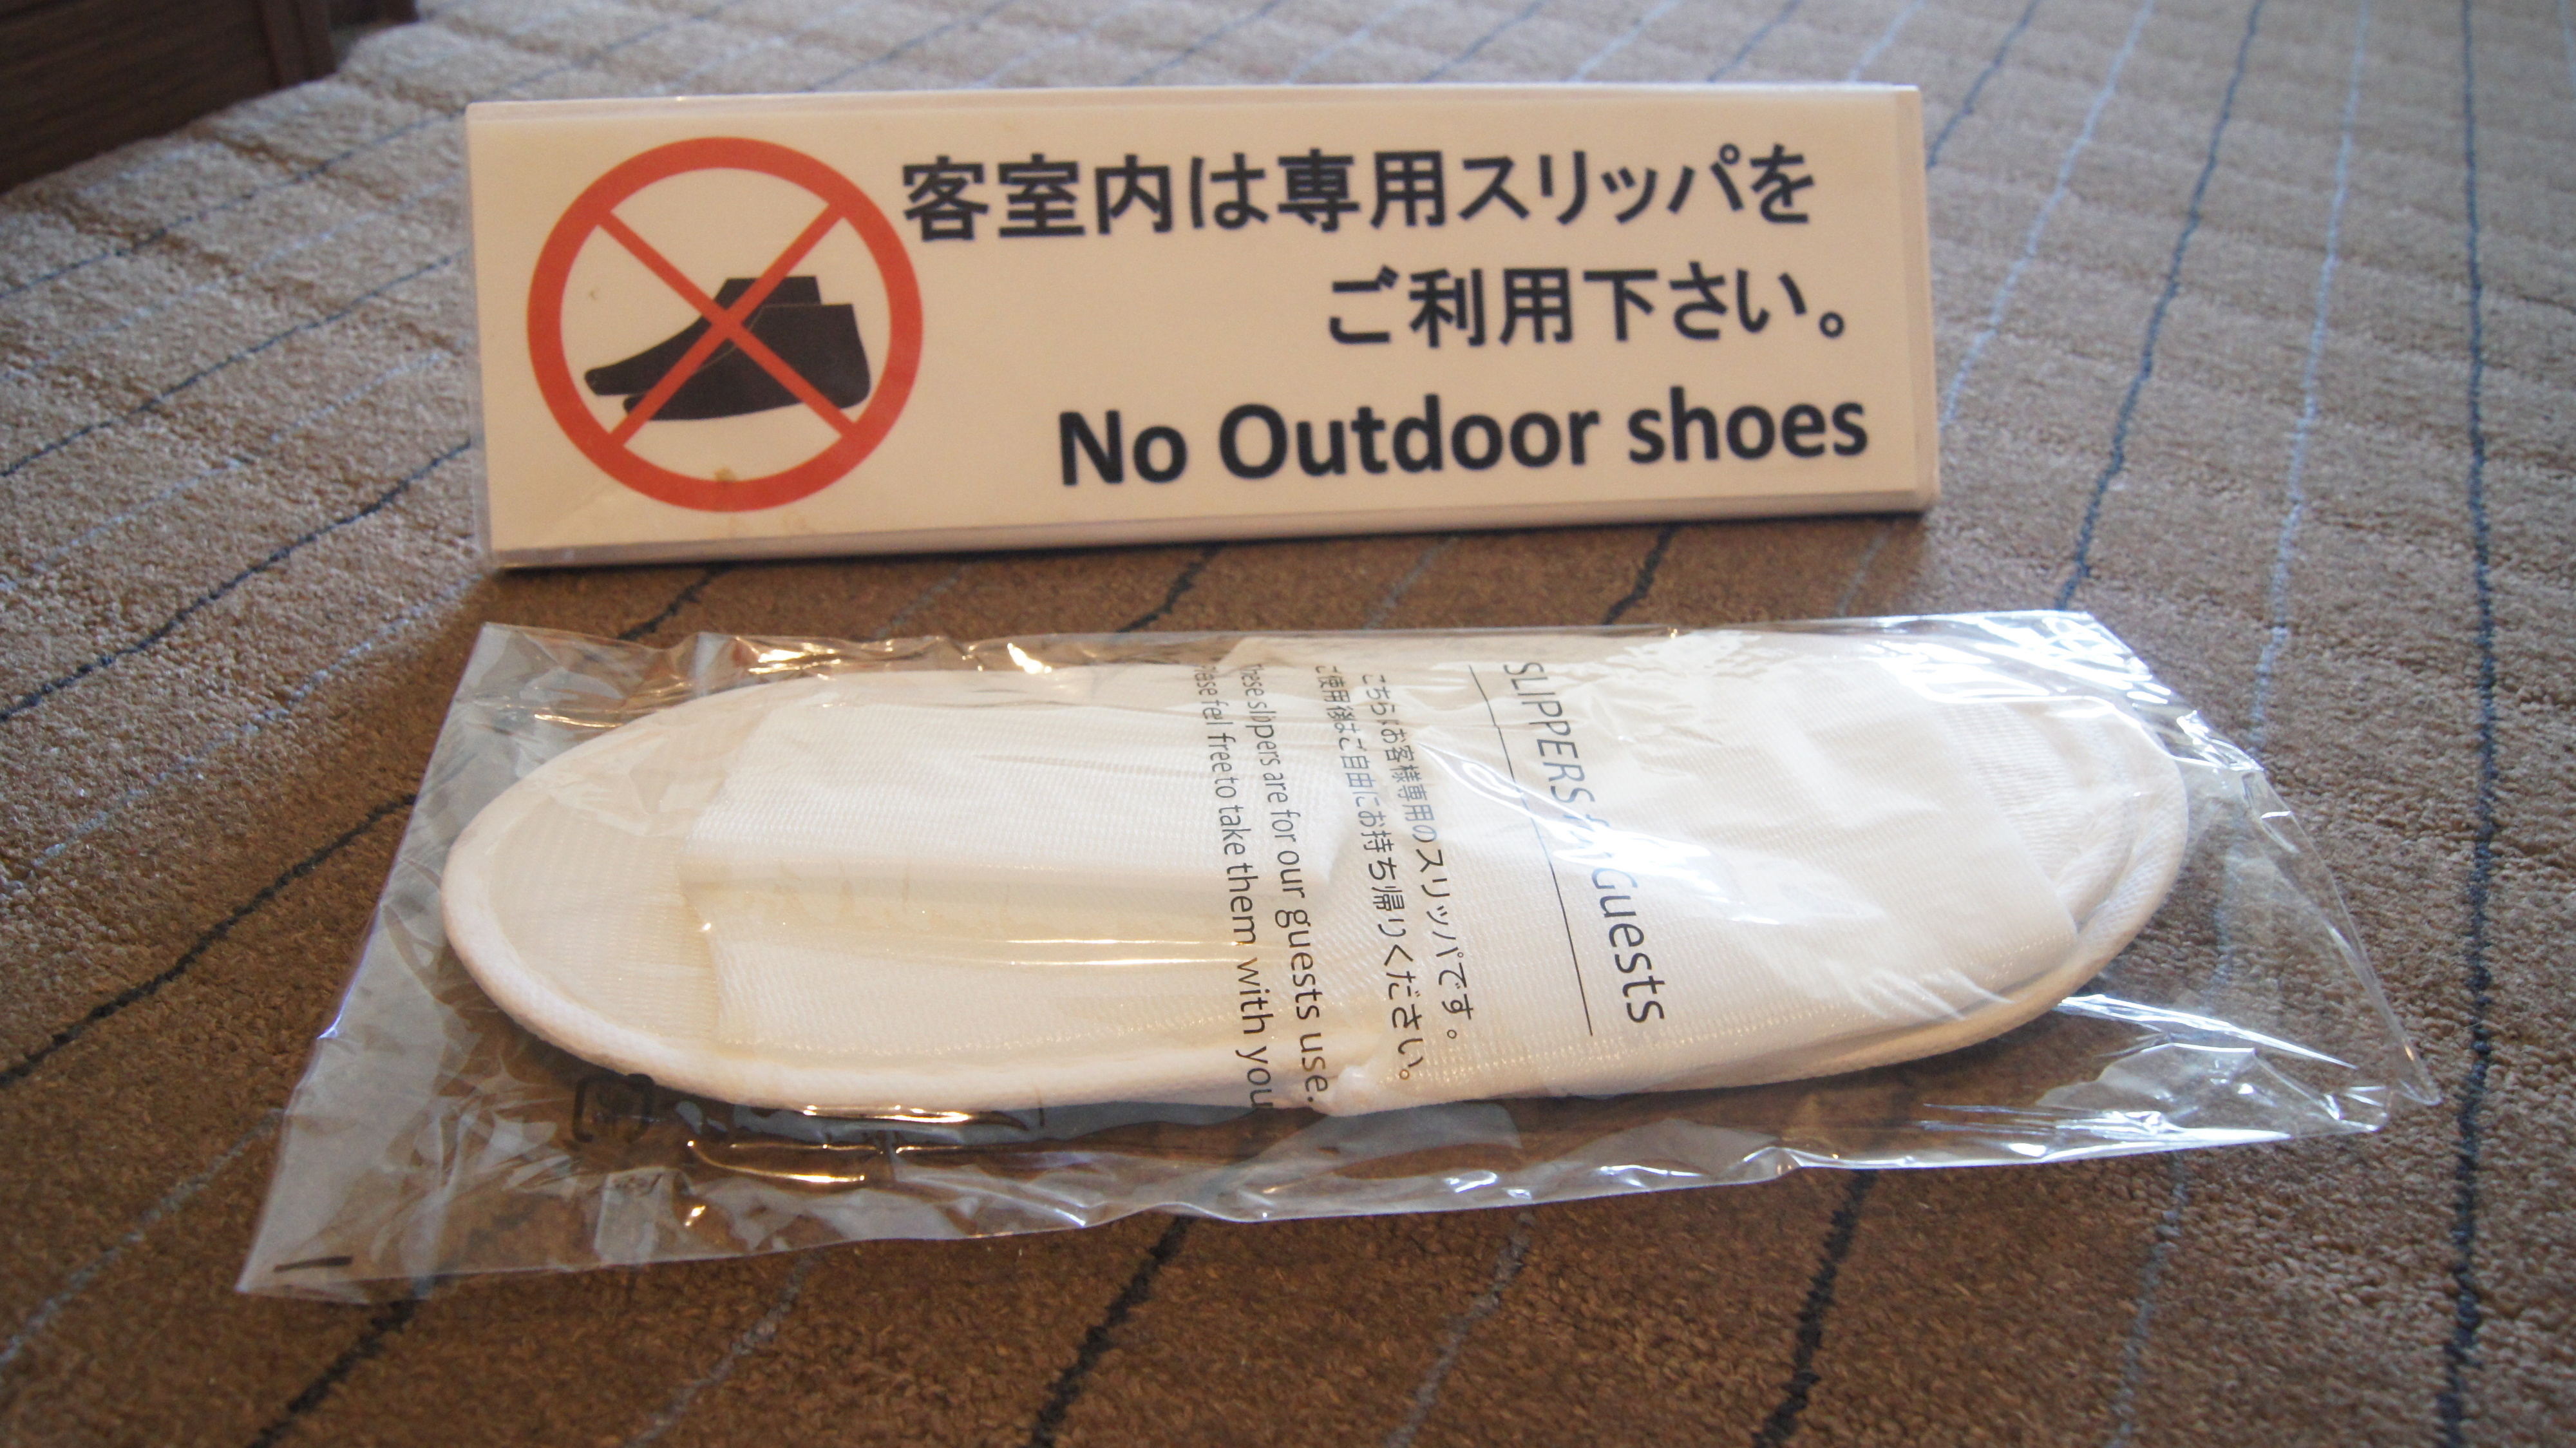 客室内は専用スリッパを
ご利用下さい。
No Outdoor shoes
SLIPPERS for Guests
こちらはお客様専用のスリッパです。
ご使用後はご自由にお持ち帰りください。
These slippers are for our guests use.
Please feel free to take them with you